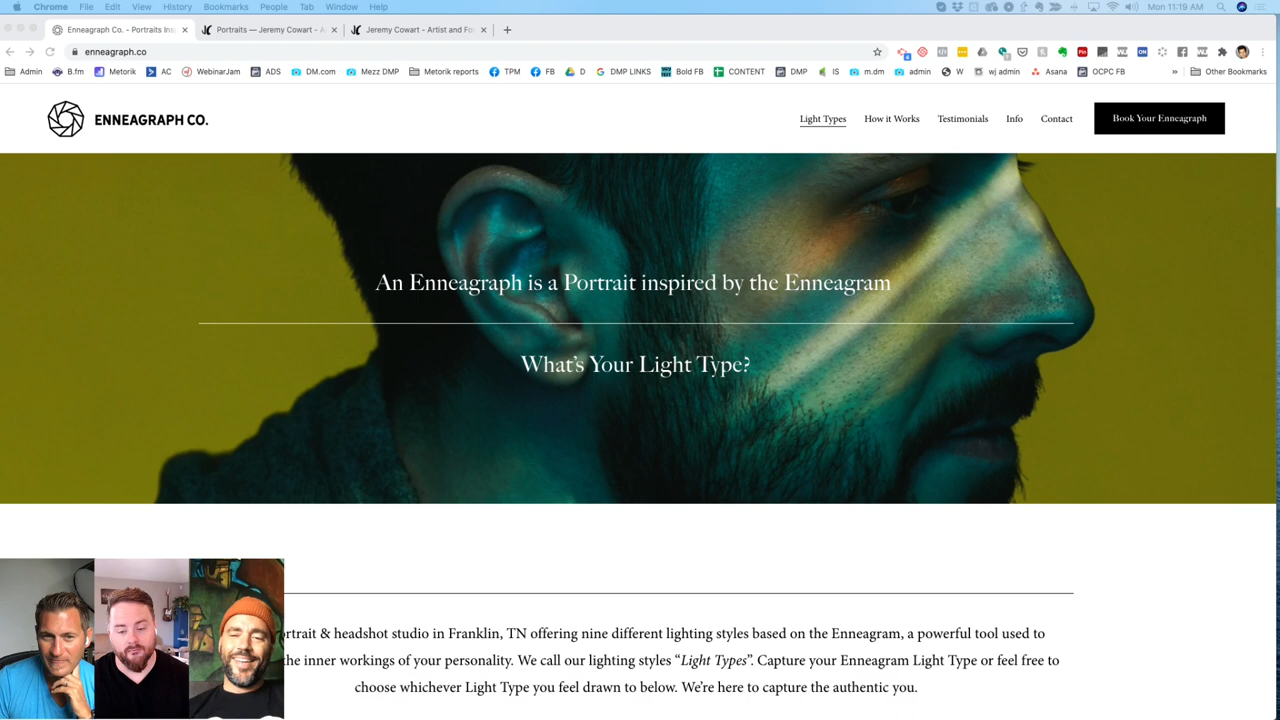 Chrome File Edit View History Bookmarks People Tab Window Help Mon 11:19 AM
Enneagraph Co. - Portraits Ins
Portraits — Jeremy Cowart - A
Jeremy Cowart - Artist and Fo
enneagraph.co
Admin B.fm Metorik AC WebinarJam ADS DM.com Mezz DMP Metorik reports TPM FB D DMP LINKS Bold FB CONTENT DMP IS m.dm admin W wj admin Asana OCPC FB » Other Bookmarks
ENNEAGRAPH CO.
Light Types How it Works Testimonials Info Contact Book Your Enneagraph
An Enneagraph is a Portrait inspired by the Enneagram
What's Your Light Type?
ortrait & headshot studio in Franklin, TN offering nine different lighting styles based on the Enneagram, a powerful tool used to
the inner workings of your personality. We call our lighting styles “Light Types”. Capture your Enneagram Light Type or feel free to
choose whichever Light Type you feel drawn to below. We're here to capture the authentic you.